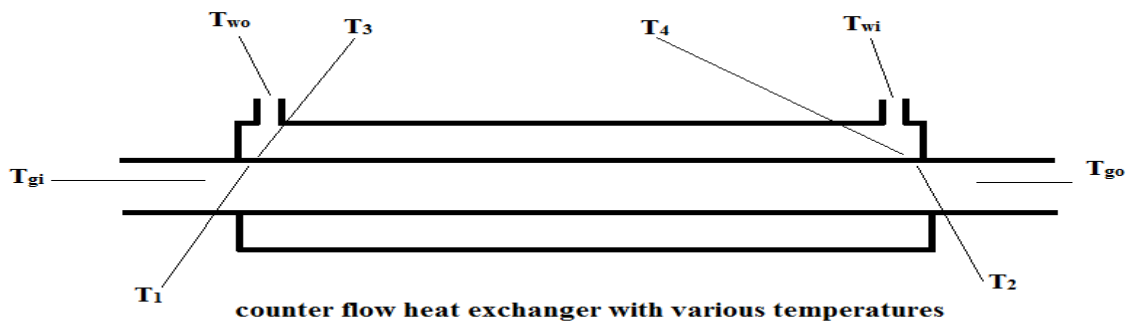 Two T3 T4 Twi
Tgi Tgo
T1 T2
counter flow heat exchanger with various temperatures